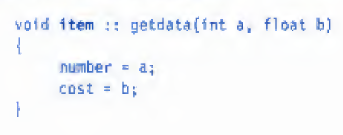 void item :: getdata(int a, float b)
{
number = a;
cost = b;
}